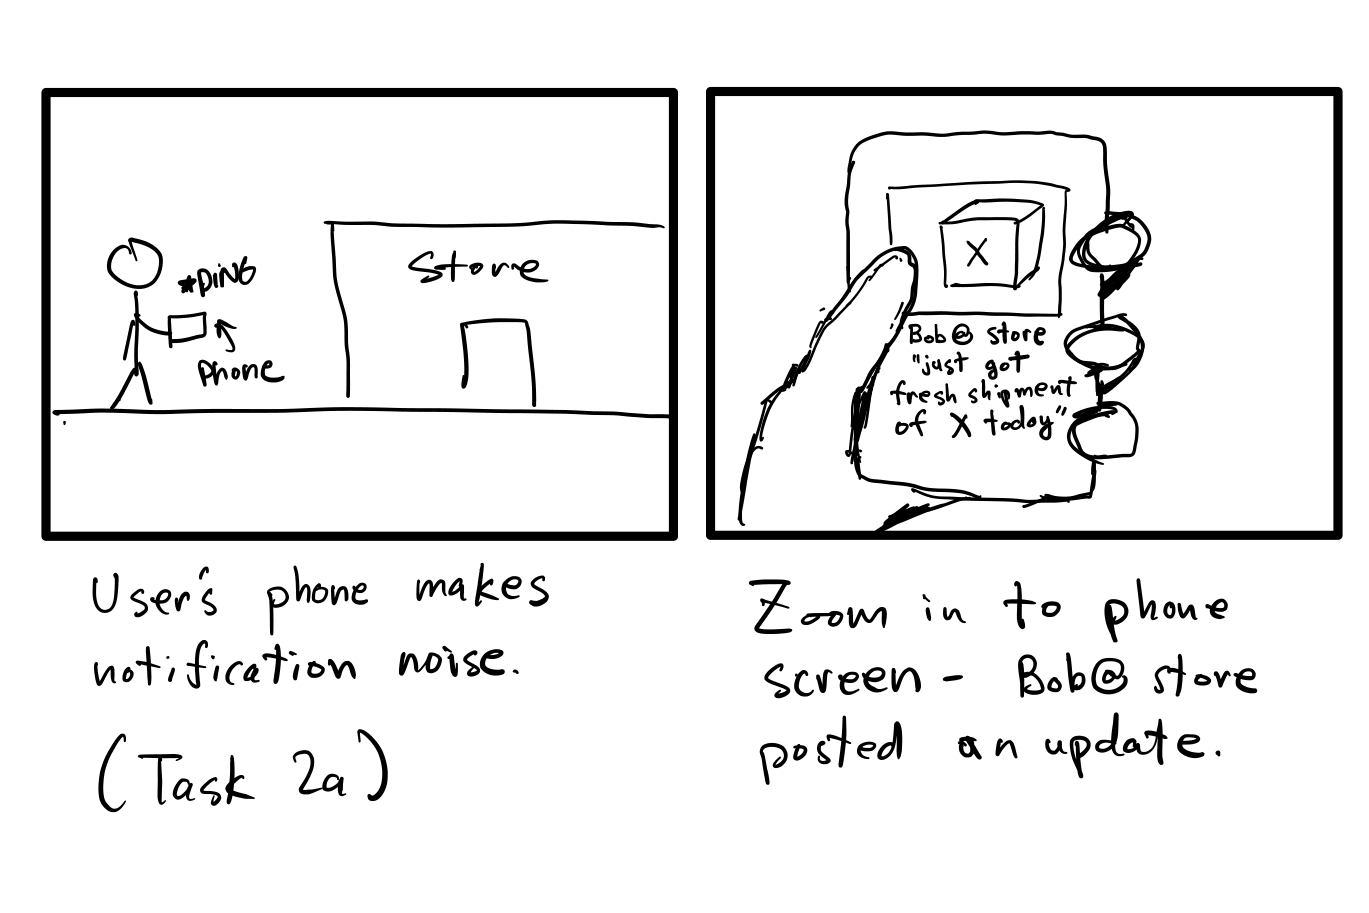 *DING
Phone
Store
X
Bob@ store
"just got
fresh shipment
of X today"
User's phone makes
notification noise.
(Task 2a)
Zoom in to phone
screen - Bob@ store
posted an update.